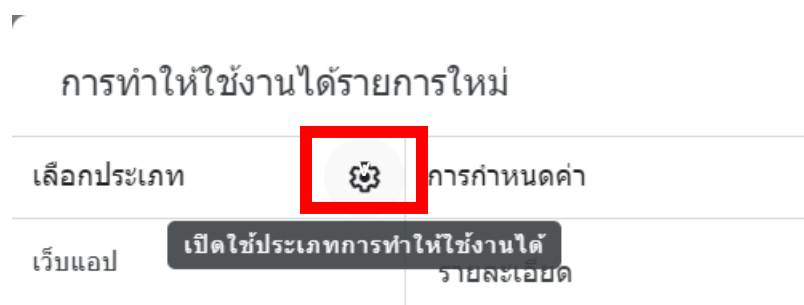 การทำให้ใช้งานได้รายการใหม่
เลือกประเภท
การกำหนดค่า
เปิดใช้ประเภทการทำให้ใช้งานได้
เว็บแอป
รายละเอียด